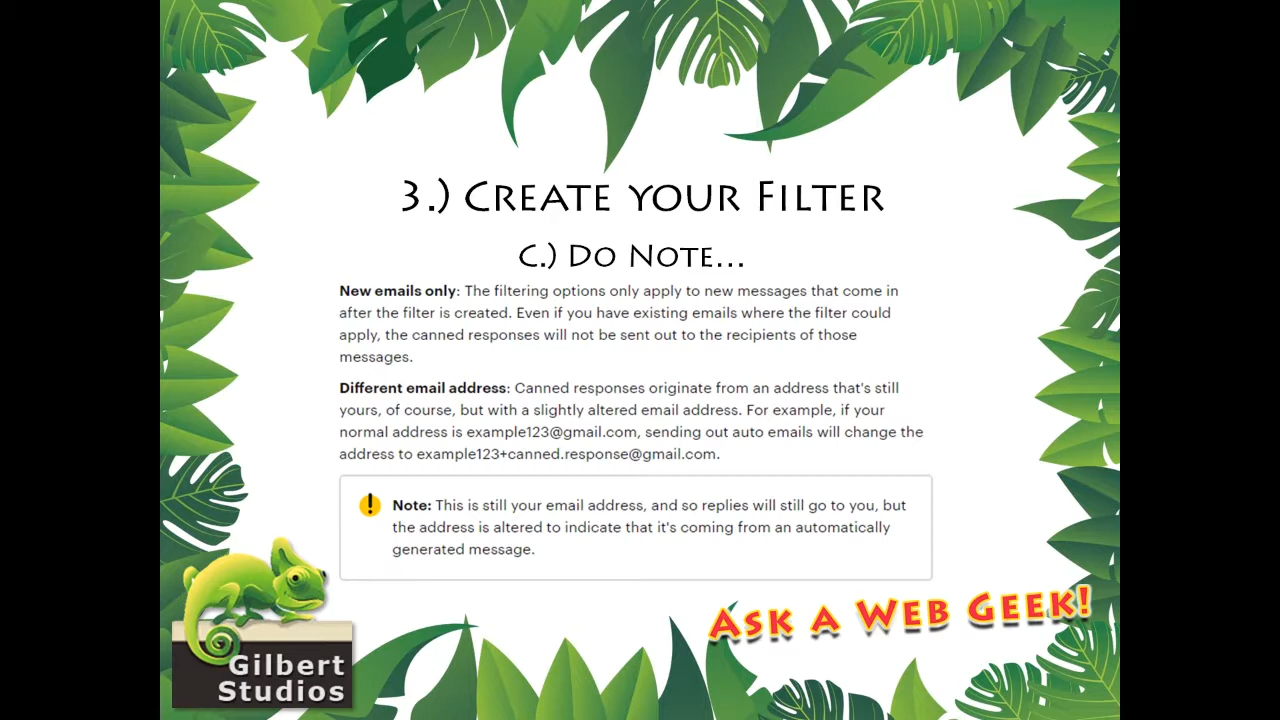 3.) Create your Filter
C.) Do Note...
New emails only: The filtering options only apply to new messages that come in
after the filter is created. Even if you have existing emails where the filter could
apply, the canned responses will not be sent out to the recipients of those
messages.
Different email address: Canned responses originate from an address that's still
yours, of course, but with a slightly altered email address. For example, if your
normal address is example123@gmail.com, sending out auto emails will change the
address to example123+canned.response@gmail.com.
Note: This is still your email address, and so replies will still go to you, but
the address is altered to indicate that it's coming from an automatically
generated message.
Ask a Web Geek!
Gilbert
Studios